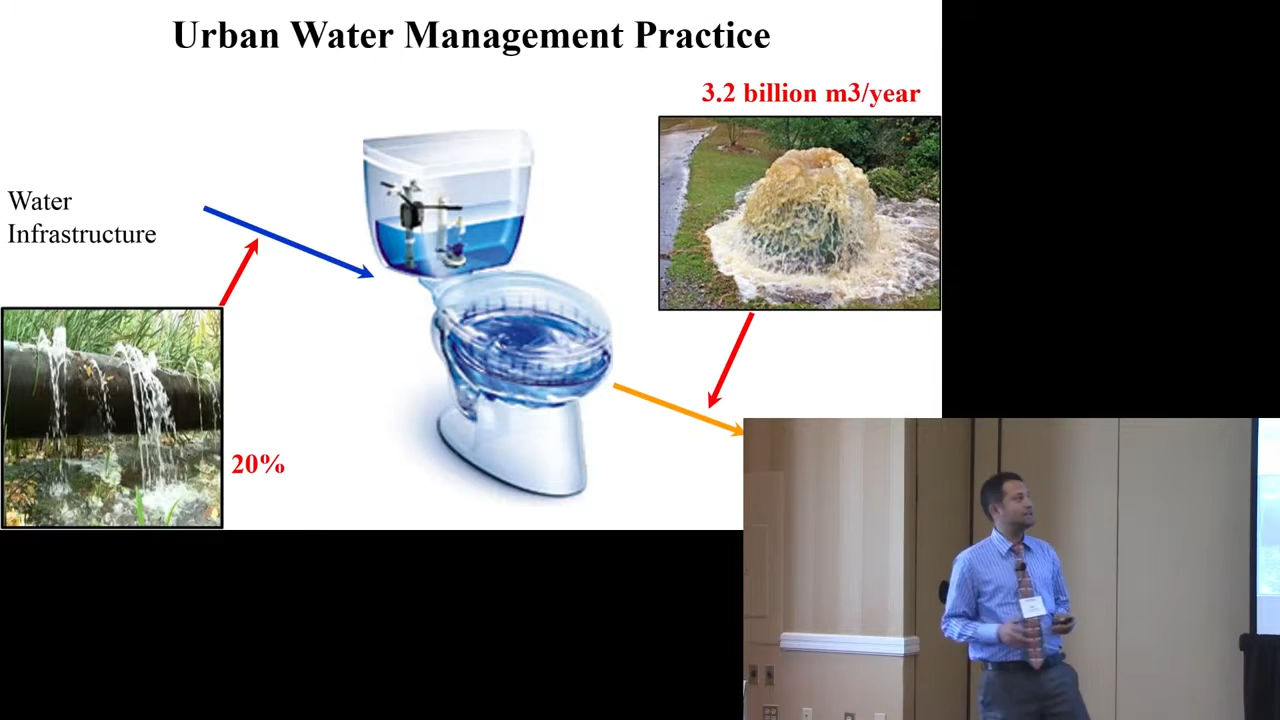 Urban Water Management Practice
3.2 billion m3/year
Water
Infrastructure
20%